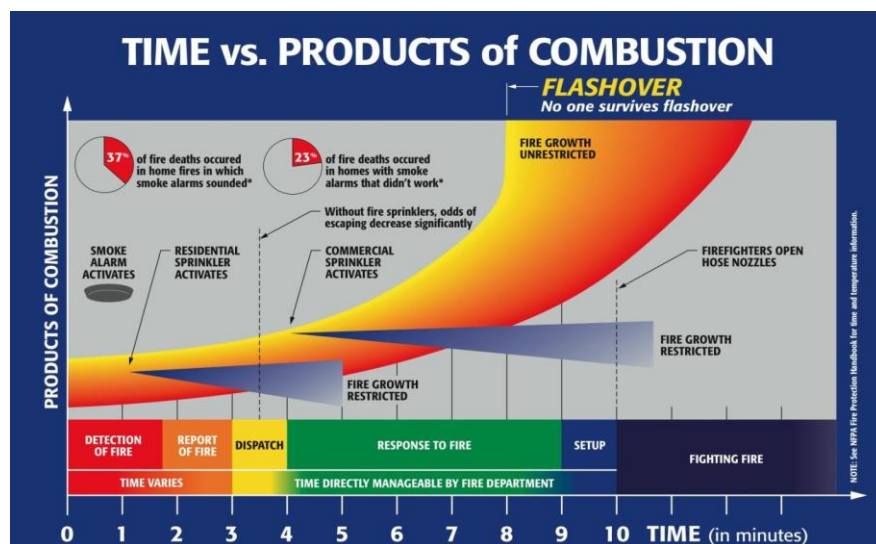 TIME vs. PRODUCTS of COMBUSTION
FLASHOVER
No one survives flashover
37%
of fire deaths occured
in home fires in which
smoke alarms sounded*
23%
of fire deaths occured
in homes with smoke
alarms that didn't work*
FIRE GROWTH
UNRESTRICTED
Without fire sprinklers, odds of
escaping decrease significantly
SMOKE
ALARM
ACTIVATES
RESIDENTIAL
SPRINKLER
ACTIVATES
COMMERCIAL
SPRINKLER
ACTIVATES
FIREFIGHTERS OPEN
HOSE NOZZLES
PRODUCTS OF COMBUSTION
FIRE GROWTH
RESTRICTED
FIRE GROWTH
RESTRICTED
NOTE: See NFPA Fire Protection Handbook for time and temperature information.
DETECTION
OF FIRE
REPORT
OF FIRE
DISPATCH
RESPONSE TO FIRE
SETUP
FIGHTING FIRE
TIME VARIES
TIME DIRECTLY MANAGEABLE BY FIRE DEPARTMENT
0 1 2 3 4 5 6 7 8 9 10 TIME (in minutes)